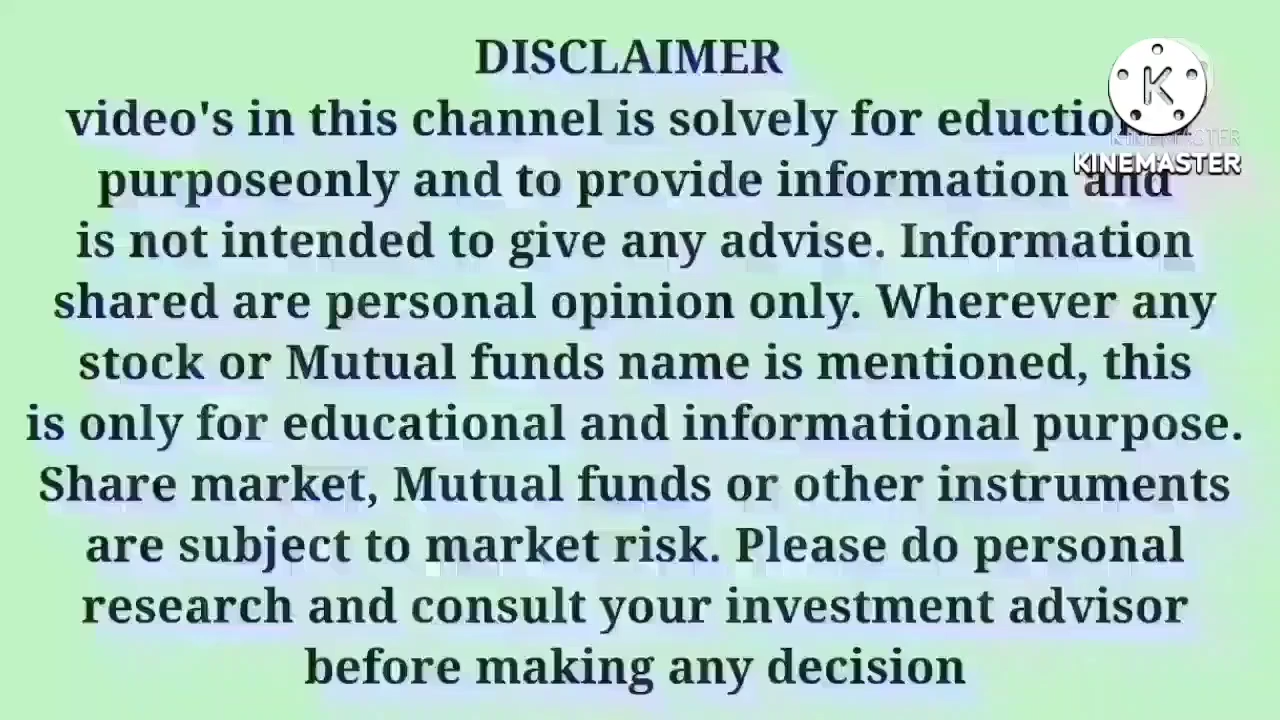 DISCLAIMER
video's in this channel is solvely for eduction
purposeonly and to provide information and
is not intended to give any advise. Information
shared are personal opinion only. Wherever any
stock or Mutual funds name is mentioned, this
is only for educational and informational purpose.
Share market, Mutual funds or other instruments
are subject to market risk. Please do personal
research and consult your investment advisor
before making any decision
K
KINEMASTER